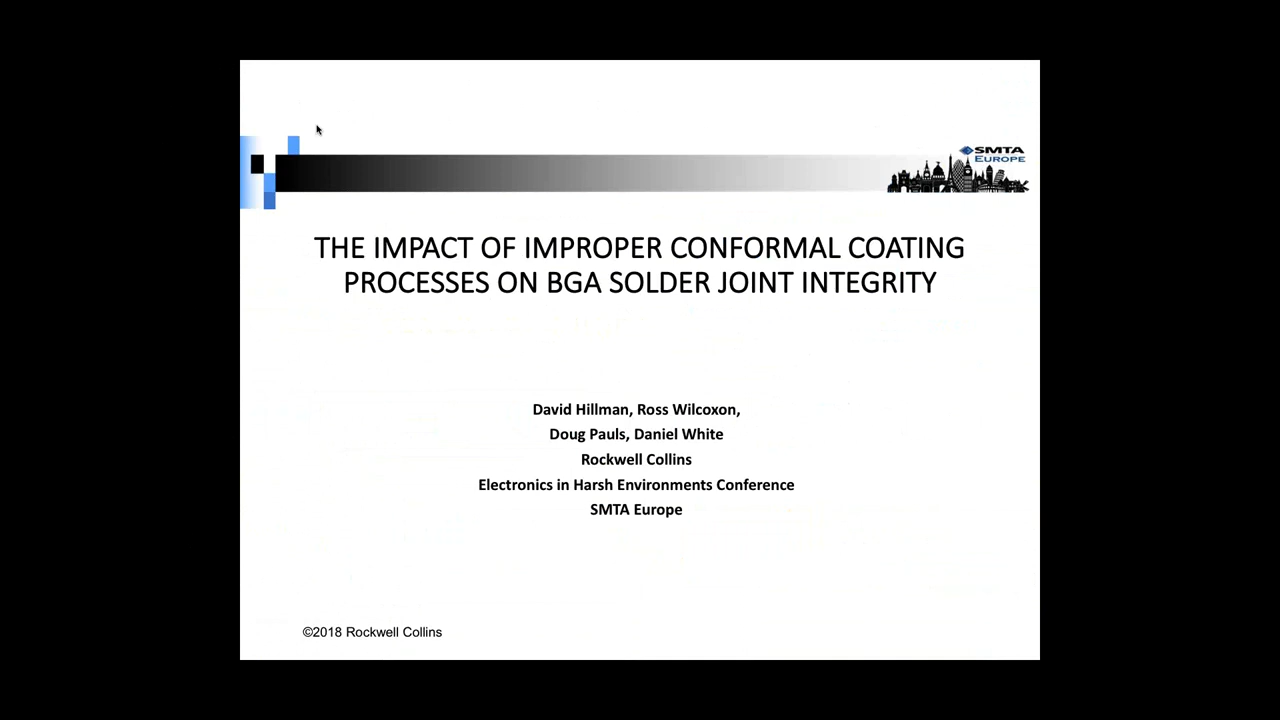 SMTA
EUROPE
THE IMPACT OF IMPROPER CONFORMAL COATING
PROCESSES ON BGA SOLDER JOINT INTEGRITY
David Hillman, Ross Wilcoxon,
Doug Pauls, Daniel White
Rockwell Collins
Electronics in Harsh Environments Conference
SMTA Europe
©2018 Rockwell Collins